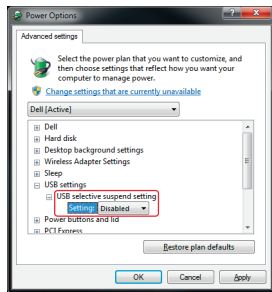 Power Options
Advanced settings
Select the power plan that you want to customize, and
then choose settings that reflect how you want your
computer to manage power.
Change settings that are currently unavailable
Dell [Active]
Dell
Hard disk
Desktop background settings
Wireless Adapter Settings
Sleep
USB settings
USB selective suspend setting
Setting: Disabled
Power buttons and lid
PCI Express
Restore plan defaults
OK Cancel Apply